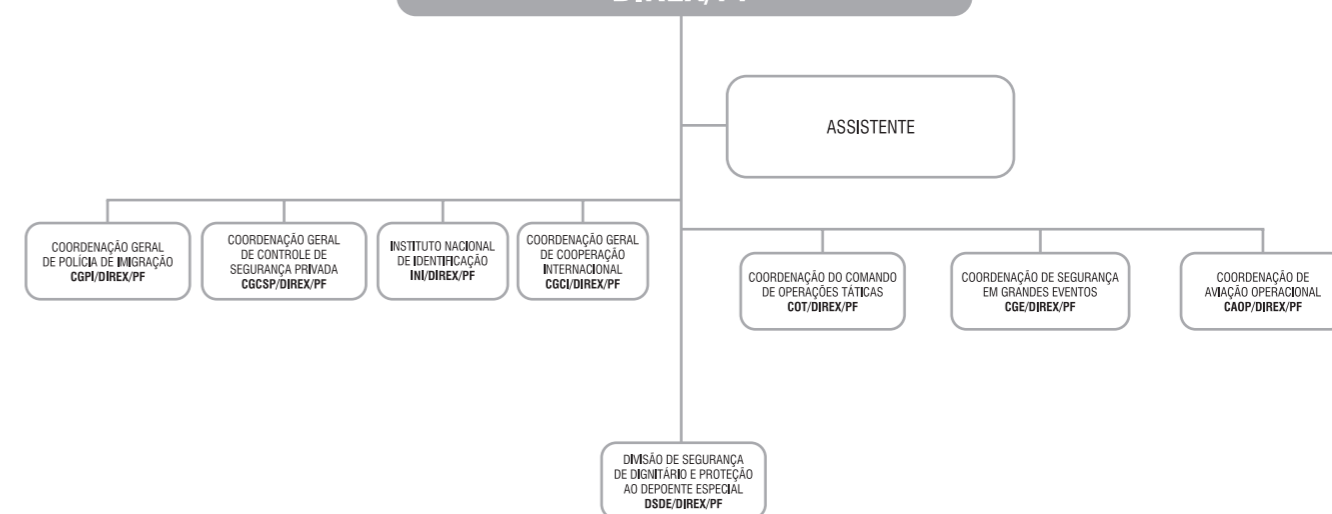 DIREX/PF
ASSISTENTE
COORDENAÇÃO GERAL
DE POLÍCIA DE IMIGRAÇÃO
CGPI/DIREX/PF
COORDENAÇÃO GERAL
DE CONTROLE DE
SEGURANÇA PRIVADA
CGCSP/DIREX/PF
INSTITUTO NACIONAL
DE IDENTIFICAÇÃO
INI/DIREX/PF
COORDENAÇÃO GERAL
DE COOPERAÇÃO
INTERNACIONAL
CGCI/DIREX/PF
COORDENAÇÃO DO COMANDO
DE OPERAÇÕES TÁTICAS
COT/DIREX/PF
COORDENAÇÃO DE SEGURANÇA
EM GRANDES EVENTOS
CGE/DIREX/PF
COORDENAÇÃO DE
AVIAÇÃO OPERACIONAL
CAOP/DIREX/PF
DIVISÃO DE SEGURANÇA
DE DIGNITÁRIO E PROTEÇÃO
AO DEPOENTE ESPECIAL
DSDE/DIREX/PF